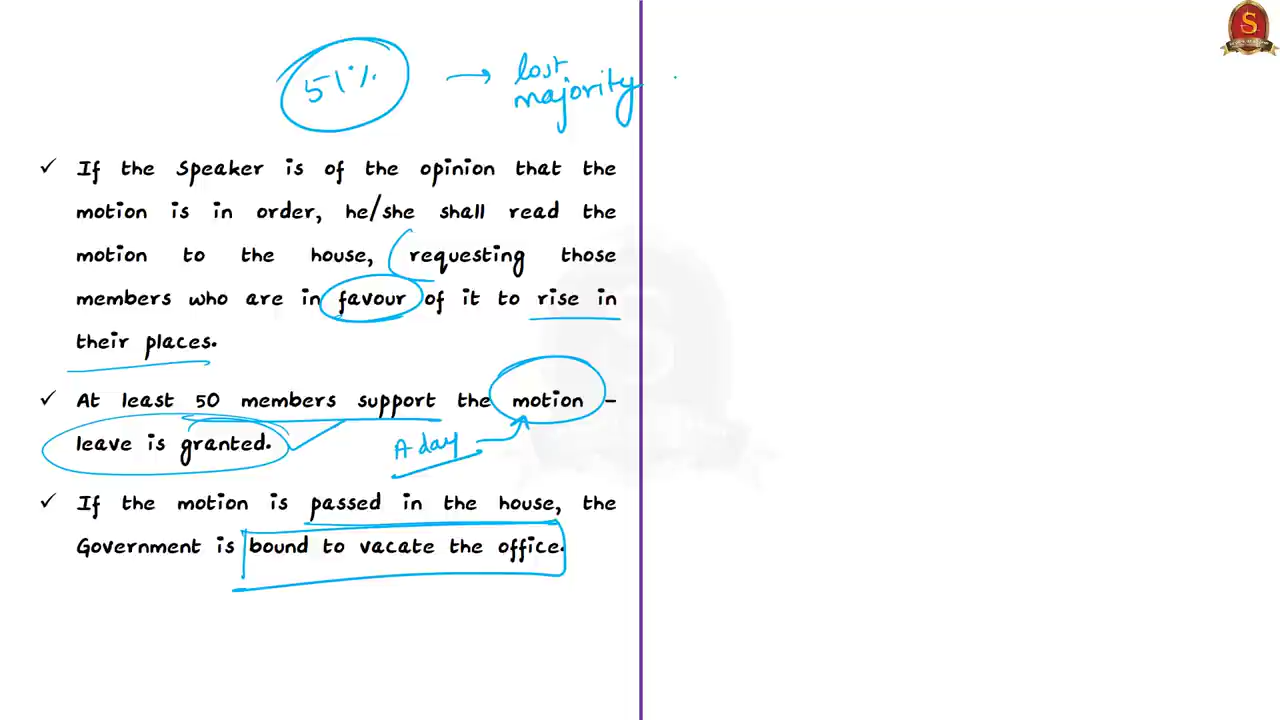 51%
lost
majority
✓ If the Speaker is of the opinion that the
motion is in order, he/she shall read the
motion to the house, requesting those
members who are in favour of it to rise in
their places.
✓ At least 50 members support the motion –
leave is granted.
A day
✓ If the motion is passed in the house, the
Government is bound to vacate the office.
S